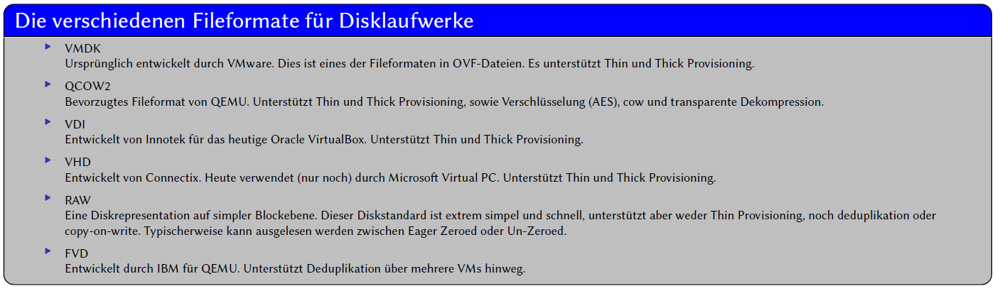 Die verschiedenen Fileformate für Disklaufwerke
VMDK
Ursprünglich entwickelt durch VMware. Dies ist eines der Fileformaten in OVF-Dateien. Es unterstützt Thin und Thick Provisioning.
QCOW2
Bevorzugtes Fileformat von QEMU. Unterstützt Thin und Thick Provisioning, sowie Verschlüsselung (AES), cow und transparente Dekompression.
VDI
Entwickelt von Innotek für das heutige Oracle VirtualBox. Unterstützt Thin und Thick Provisioning.
VHD
Entwickelt von Connectix. Heute verwendet (nur noch) durch Microsoft Virtual PC. Unterstützt Thin und Thick Provisioning.
RAW
Eine Diskrepresentation auf simpler Blockebene. Dieser Diskstandard ist extrem simpel und schnell, unterstützt aber weder Thin Provisioning, noch deduplikation oder
copy-on-write. Typischerweise kann ausgelesen werden zwischen Eager Zeroed oder Un-Zeroed.
FVD
Entwickelt durch IBM für QEMU. Unterstützt Deduplikation über mehrere VMs hinweg.